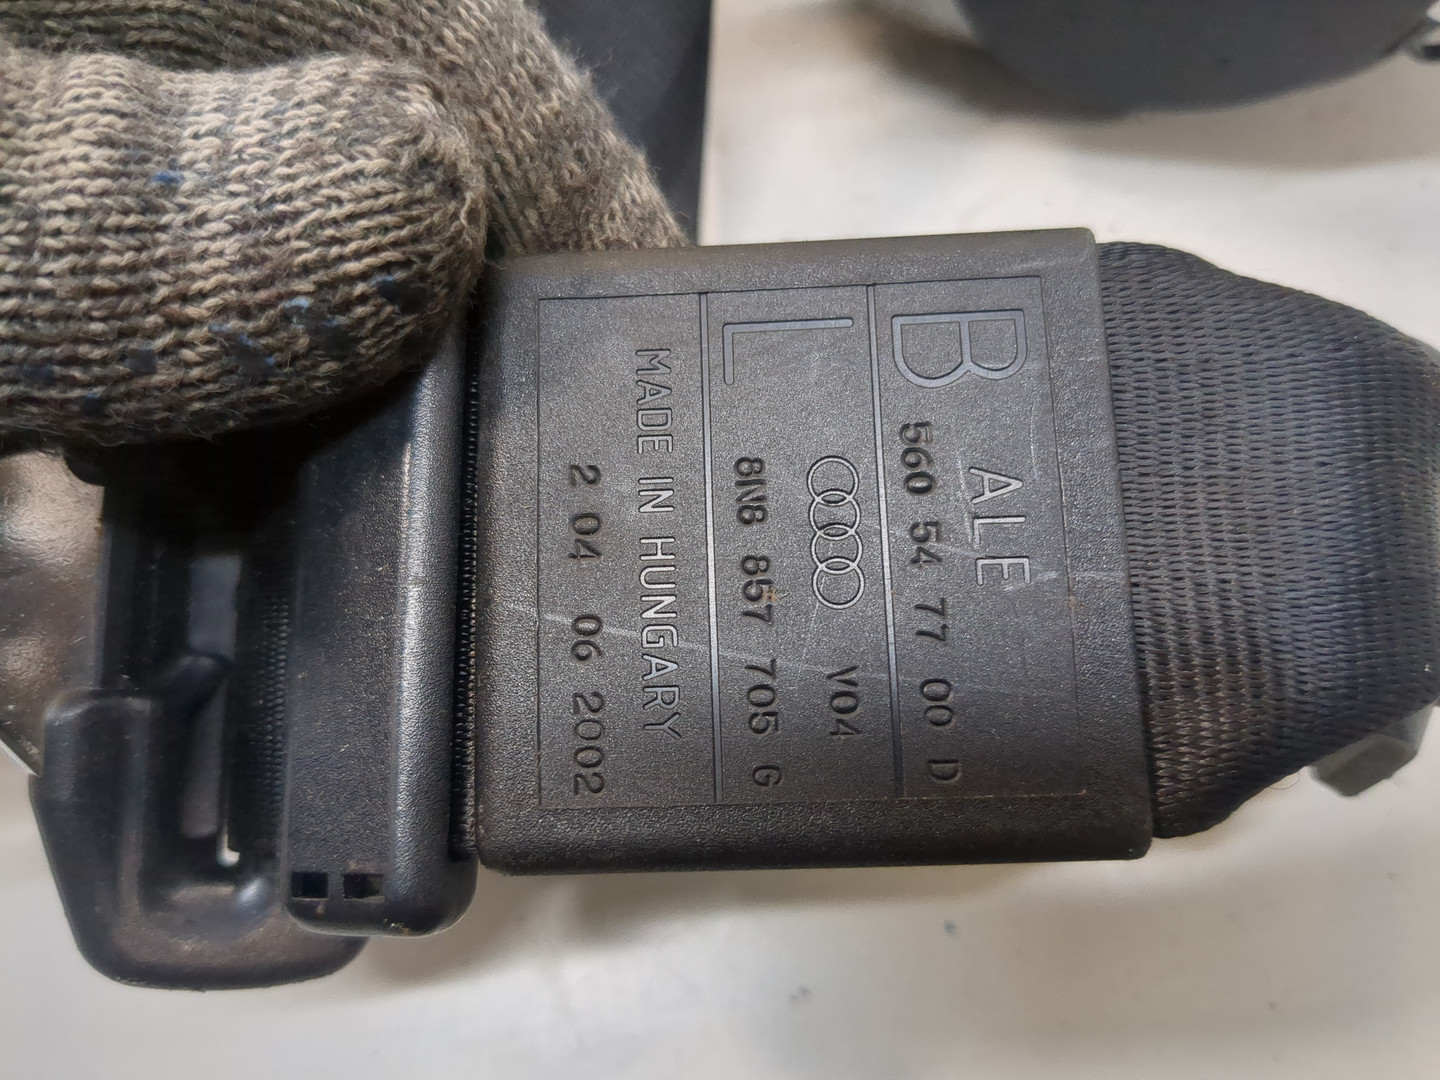 B ALE
560 54 77 00 D
L V04
8N8 857 705 G
MADE IN HUNGARY
2 04 06 2002